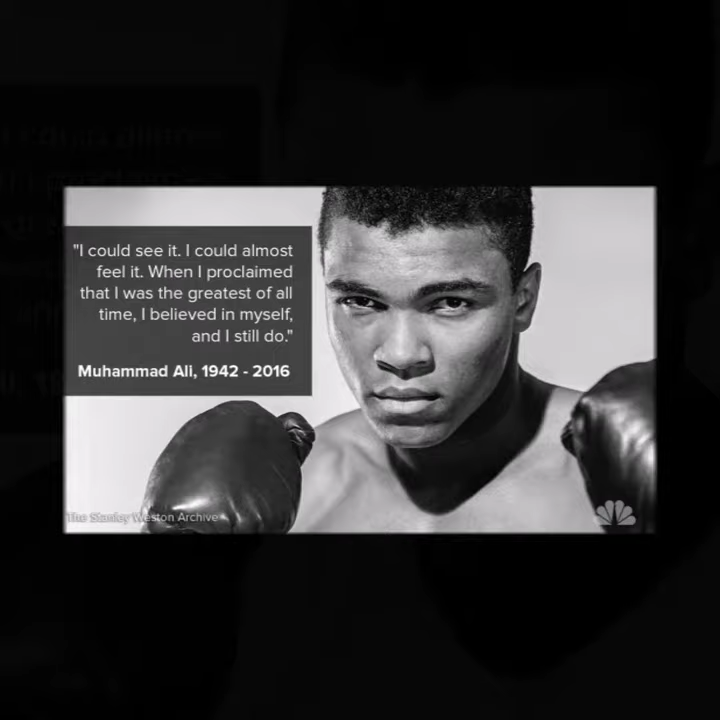 "I could see it. I could almost
feel it. When I proclaimed
that I was the greatest of all
time, I believed in myself,
and I still do."
Muhammad Ali, 1942 - 2016
The Stanley Weston Archive